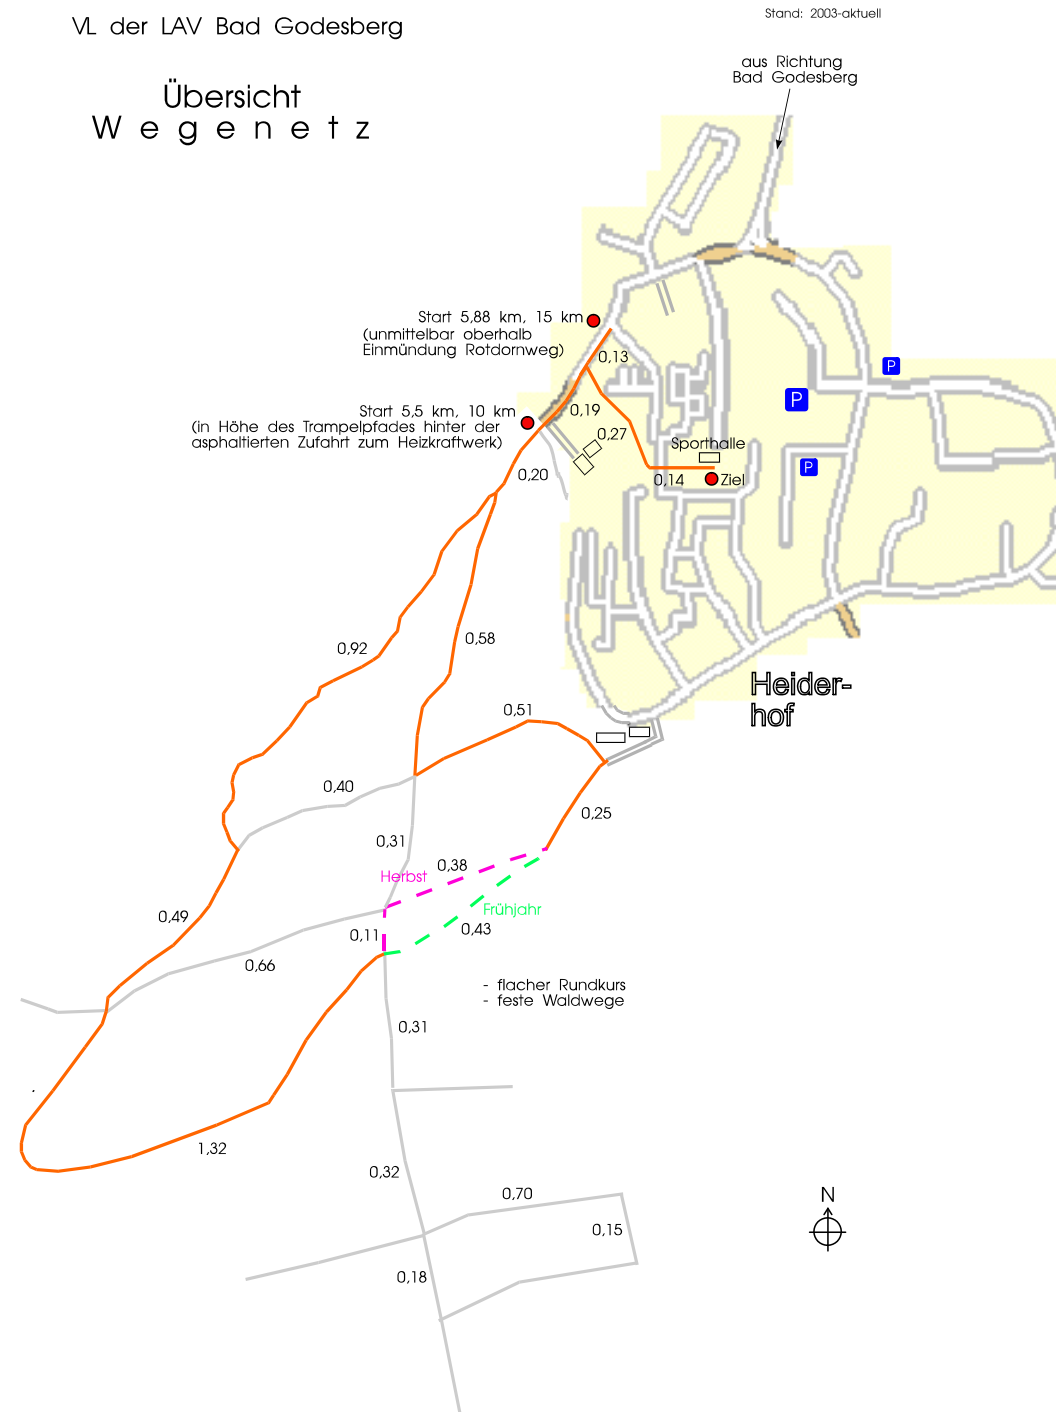 VL der LAV Bad Godesberg
Stand: 2003-aktuell
aus Richtung
Bad Godesberg
Übersicht
Wegenetz
Start 5,88 km, 15 km
(unmittelbar oberhalb
Einmündung Rotdornweg)
0,13
P
P
Start 5,5 km, 10 km
(in Höhe des Trampelpfades hinter der
asphaltierten Zufahrt zum Heizkraftwerk)
0,19
0,27
Sporthalle
P
0,20
0,14
Ziel
0,92
0,58
Heider-
hof
0,51
0,40
0,25
0,31
0,38
Herbst
Frühjahr
0,49
0,11
0,43
0,66
- flacher Rundkurs
- feste Waldwege
0,31
1,32
0,32
0,70
N
0,15
0,18